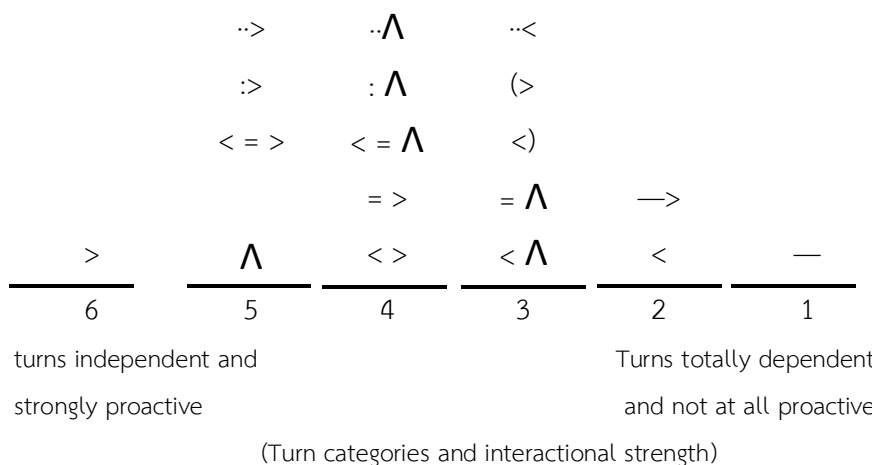 ··> ··Λ ··<
:> : Λ (>
< = > < = Λ <)
= > = Λ —>
> Λ < > < Λ < —
6 5 4 3 2 1
turns independent and Turns totally dependent
strongly proactive and not at all proactive
(Turn categories and interactional strength)